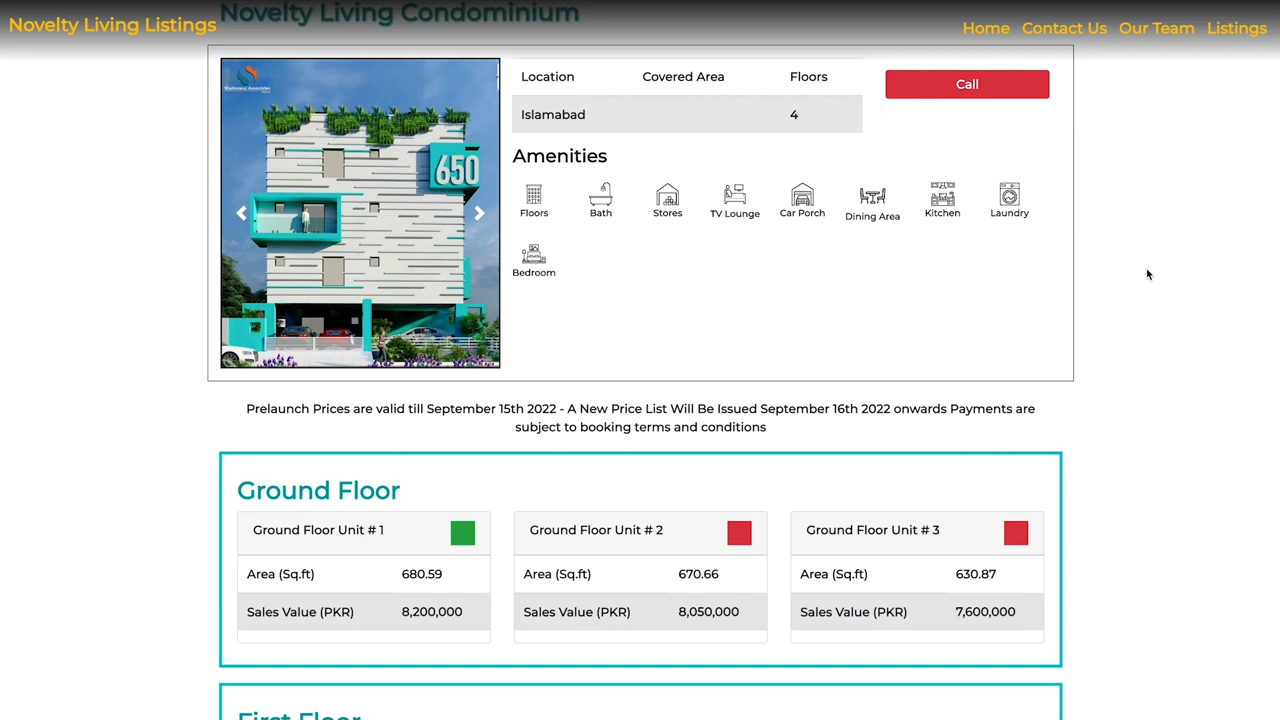 Novelty Living Condominium
Novelty Living Listings
Home Contact Us Our Team Listings
Location Covered Area Floors
Call
Islamabad 4
Amenities
650
Floors Bath Stores TV Lounge Car Porch Dining Area Kitchen Laundry
Bedroom
Prelaunch Prices are valid till September 15th 2022 - A New Price List Will Be Issued September 16th 2022 onwards Payments are
subject to booking terms and conditions
Ground Floor
Ground Floor Unit # 1 Ground Floor Unit # 2 Ground Floor Unit # 3
Area (Sq.ft) 680.59 Area (Sq.ft) 670.66 Area (Sq.ft) 630.87
Sales Value (PKR) 8,200,000 Sales Value (PKR) 8,050,000 Sales Value (PKR) 7,600,000
First Floor